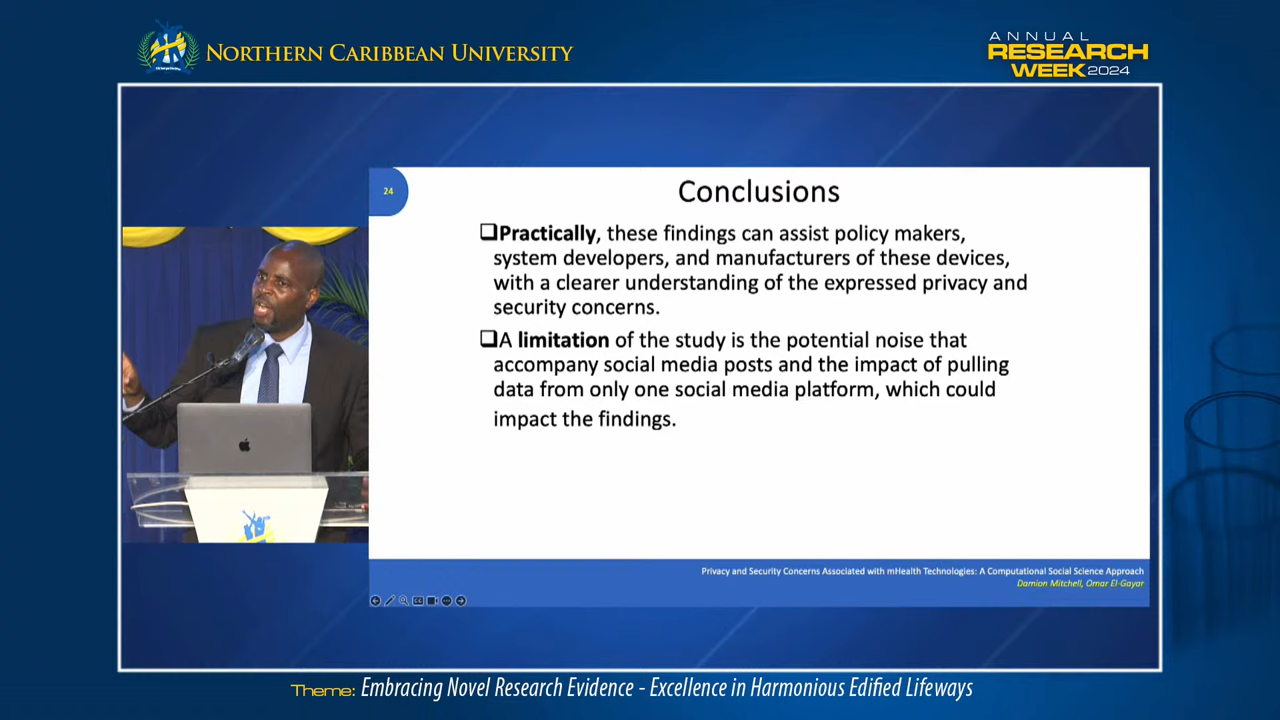 NORTHERN CARIBBEAN UNIVERSITY
ANNUAL
RESEARCH
WEEK 2024
24
Conclusions
❑Practically, these findings can assist policy makers,
system developers, and manufacturers of these devices,
with a clearer understanding of the expressed privacy and
security concerns.
❑A limitation of the study is the potential noise that
accompany social media posts and the impact of pulling
data from only one social media platform, which could
impact the findings.
Privacy and Security Concerns Associated with mHealth Technologies: A Computational Social Science Approach
Damion Mitchell, Omar El-Gayar
Theme: Embracing Novel Research Evidence - Excellence in Harmonious Edified Lifeways